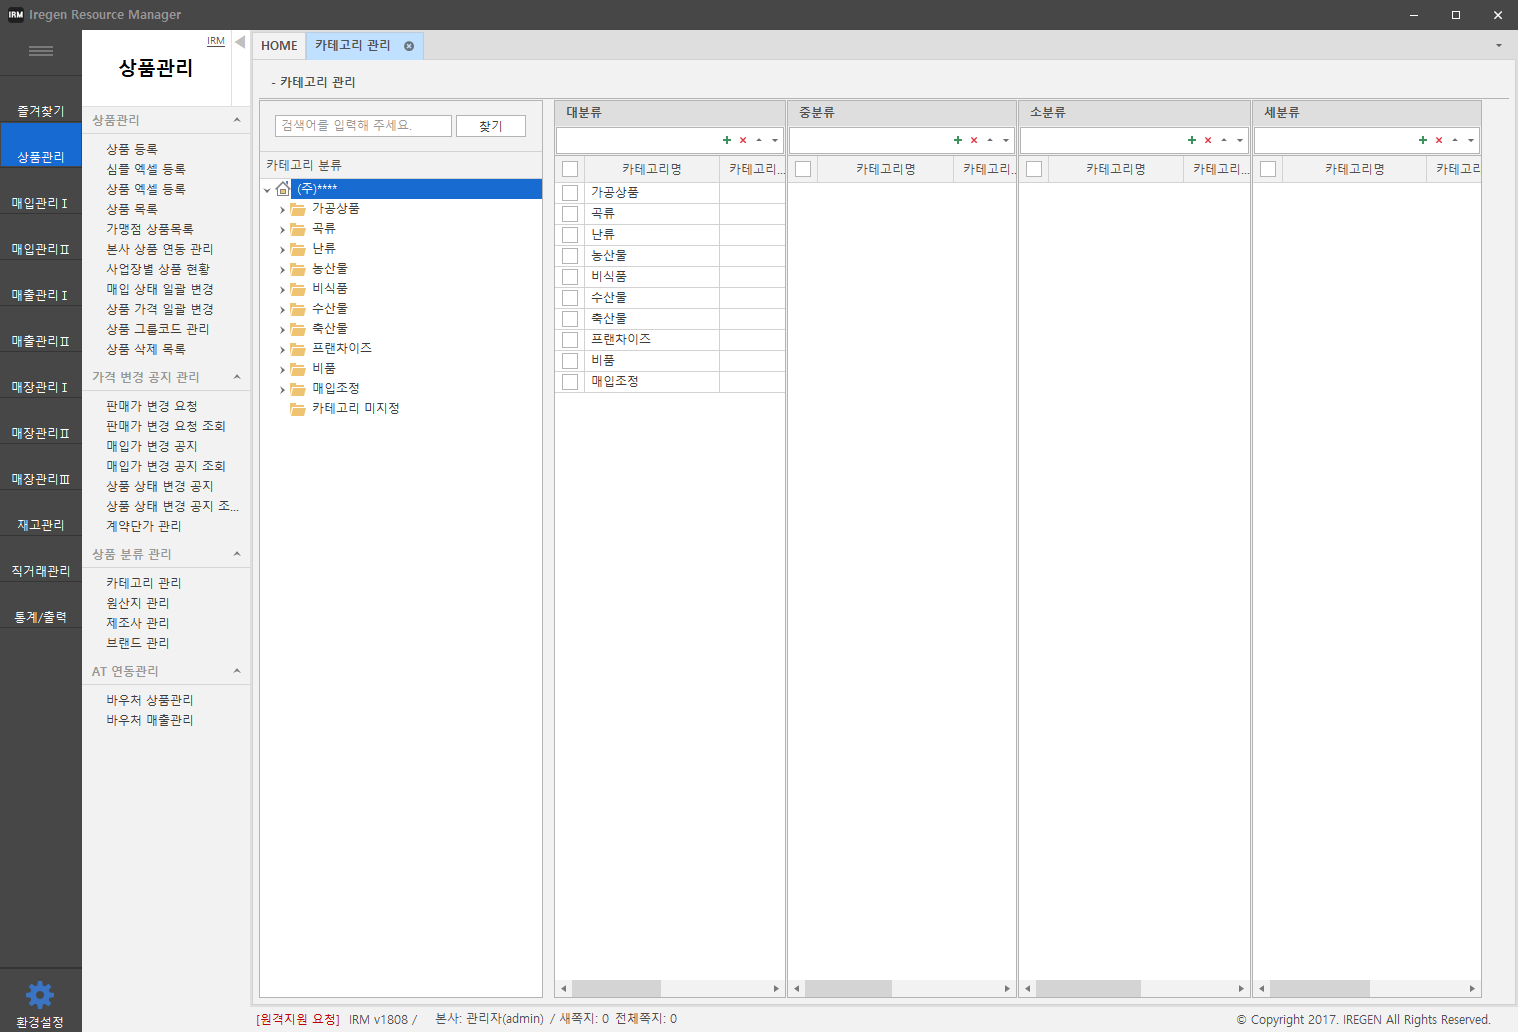 IRM Iregen Resource Manager
즐겨찾기
상품관리
매입관리Ⅰ
매입관리Ⅱ
매출관리Ⅰ
매출관리Ⅱ
매장관리Ⅰ
매장관리Ⅱ
매장관리Ⅲ
재고관리
직거래관리
통계/출력
환경설정
IRM
상품관리
상품관리
상품 등록
심플 엑셀 등록
상품 엑셀 등록
상품 목록
가맹점 상품목록
본사 상품 연동 관리
사업장별 상품 현황
매입 상태 일괄 변경
상품 가격 일괄 변경
상품 그룹코드 관리
상품 삭제 목록
가격 변경 공지 관리
판매가 변경 요청
판매가 변경 요청 조회
매입가 변경 공지
매입가 변경 공지 조회
상품 상태 변경 공지
상품 상태 변경 공지 조...
계약단가 관리
상품 분류 관리
카테고리 관리
원산지 관리
제조사 관리
브랜드 관리
AT 연동관리
바우처 상품관리
바우처 매출관리
HOME 카테고리 관리
- 카테고리 관리
검색어를 입력해 주세요. 찾기
카테고리 분류
(주)****
가공상품
곡류
난류
농산물
비식품
수산물
축산물
프랜차이즈
비품
매입조정
카테고리 미지정
대분류
카테고리명 카테고리...
가공상품
곡류
난류
농산물
비식품
수산물
축산물
프랜차이즈
비품
매입조정
중분류
카테고리명 카테고리...
소분류
카테고리명 카테고리...
세분류
카테고리명 카테고리
[원격지원 요청] IRM v1808 / 본사: 관리자(admin) / 새쪽지: 0 전체쪽지: 0
© Copyright 2017. IREGEN All Rights Reserved.